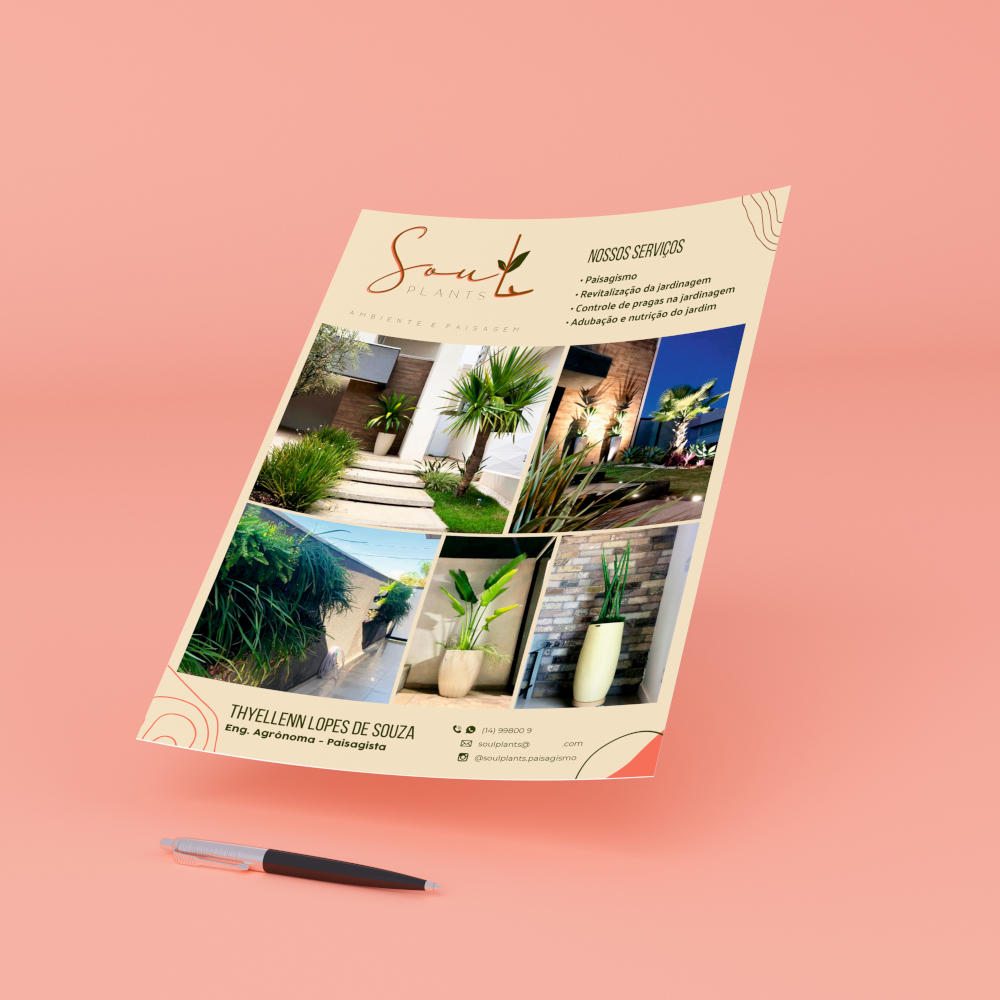 Soul
PLANTS
AMBIENTE E PAISAGEM
NOSSOS SERVIÇOS
• Paisagismo
• Revitalização da jardinagem
• Controle de pragas na jardinagem
• Adubação e nutrição do jardim
THYELLENN LOPES DE SOUZA
Eng. Agrônoma - Paisagista
(14) 99800 9
soulplants@ .com
@soulplants.paisagismo